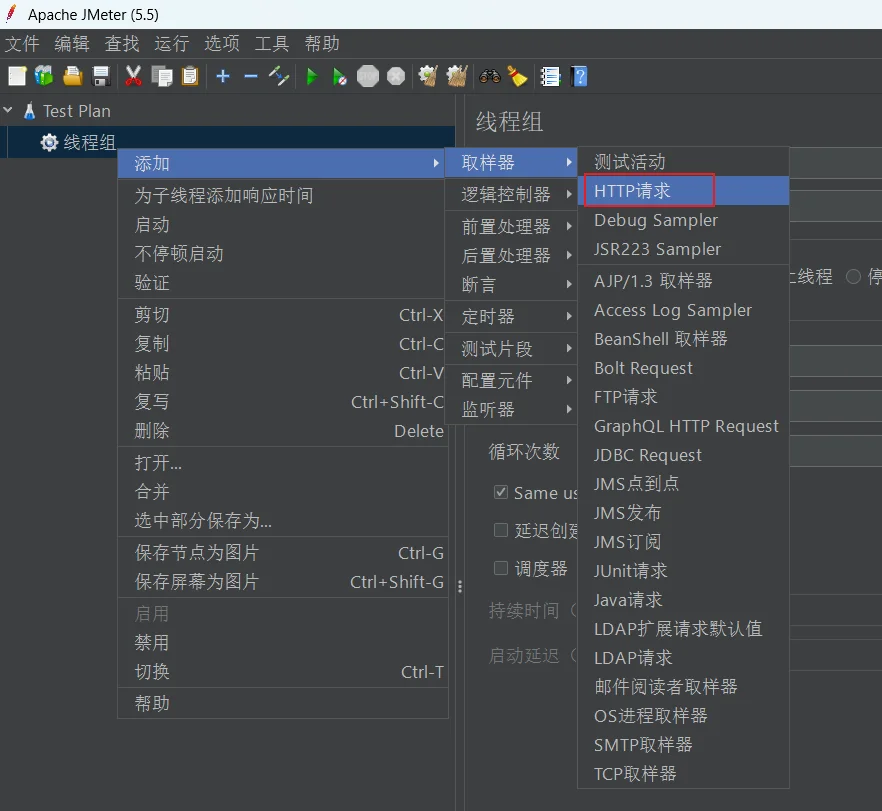 Apache JMeter (5.5)
文件 编辑 查找 运行 选项 工具 帮助
Test Plan
线程组
线程组
添加
为子线程添加响应时间
启动
不停顿启动
验证
剪切 Ctrl-X
复制 Ctrl-C
粘贴 Ctrl-V
复写 Ctrl+Shift-C
删除 Delete
打开...
合并
选中部分保存为...
保存节点为图片 Ctrl-G
保存屏幕为图片 Ctrl+Shift-G
启用
禁用
切换 Ctrl-T
帮助
取样器
逻辑控制器
前置处理器
后置处理器
断言
定时器
测试片段
配置元件
监听器
测试活动
HTTP请求
Debug Sampler
JSR223 Sampler
AJP/1.3 取样器
Access Log Sampler
BeanShell 取样器
Bolt Request
FTP请求
GraphQL HTTP Request
JDBC Request
JMS点到点
JMS发布
JMS订阅
JUnit请求
Java请求
LDAP扩展请求默认值
LDAP请求
邮件阅读者取样器
OS进程取样器
SMTP取样器
TCP取样器
线程 停
循环次数
Same us
延迟创建
调度器
持续时间（
启动延迟（